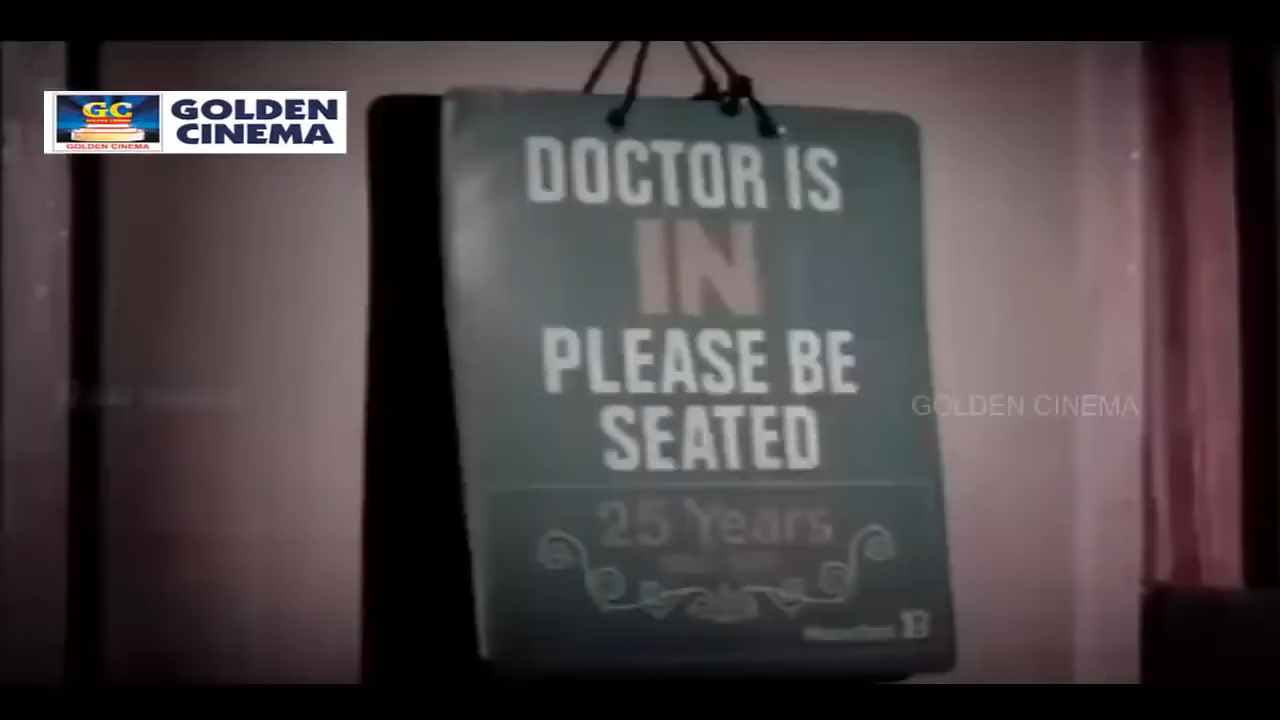 GC
GOLDEN CINEMA
GOLDEN
CINEMA
DOCTOR IS
IN
PLEASE BE
SEATED
GOLDEN CINEMA
25 Years